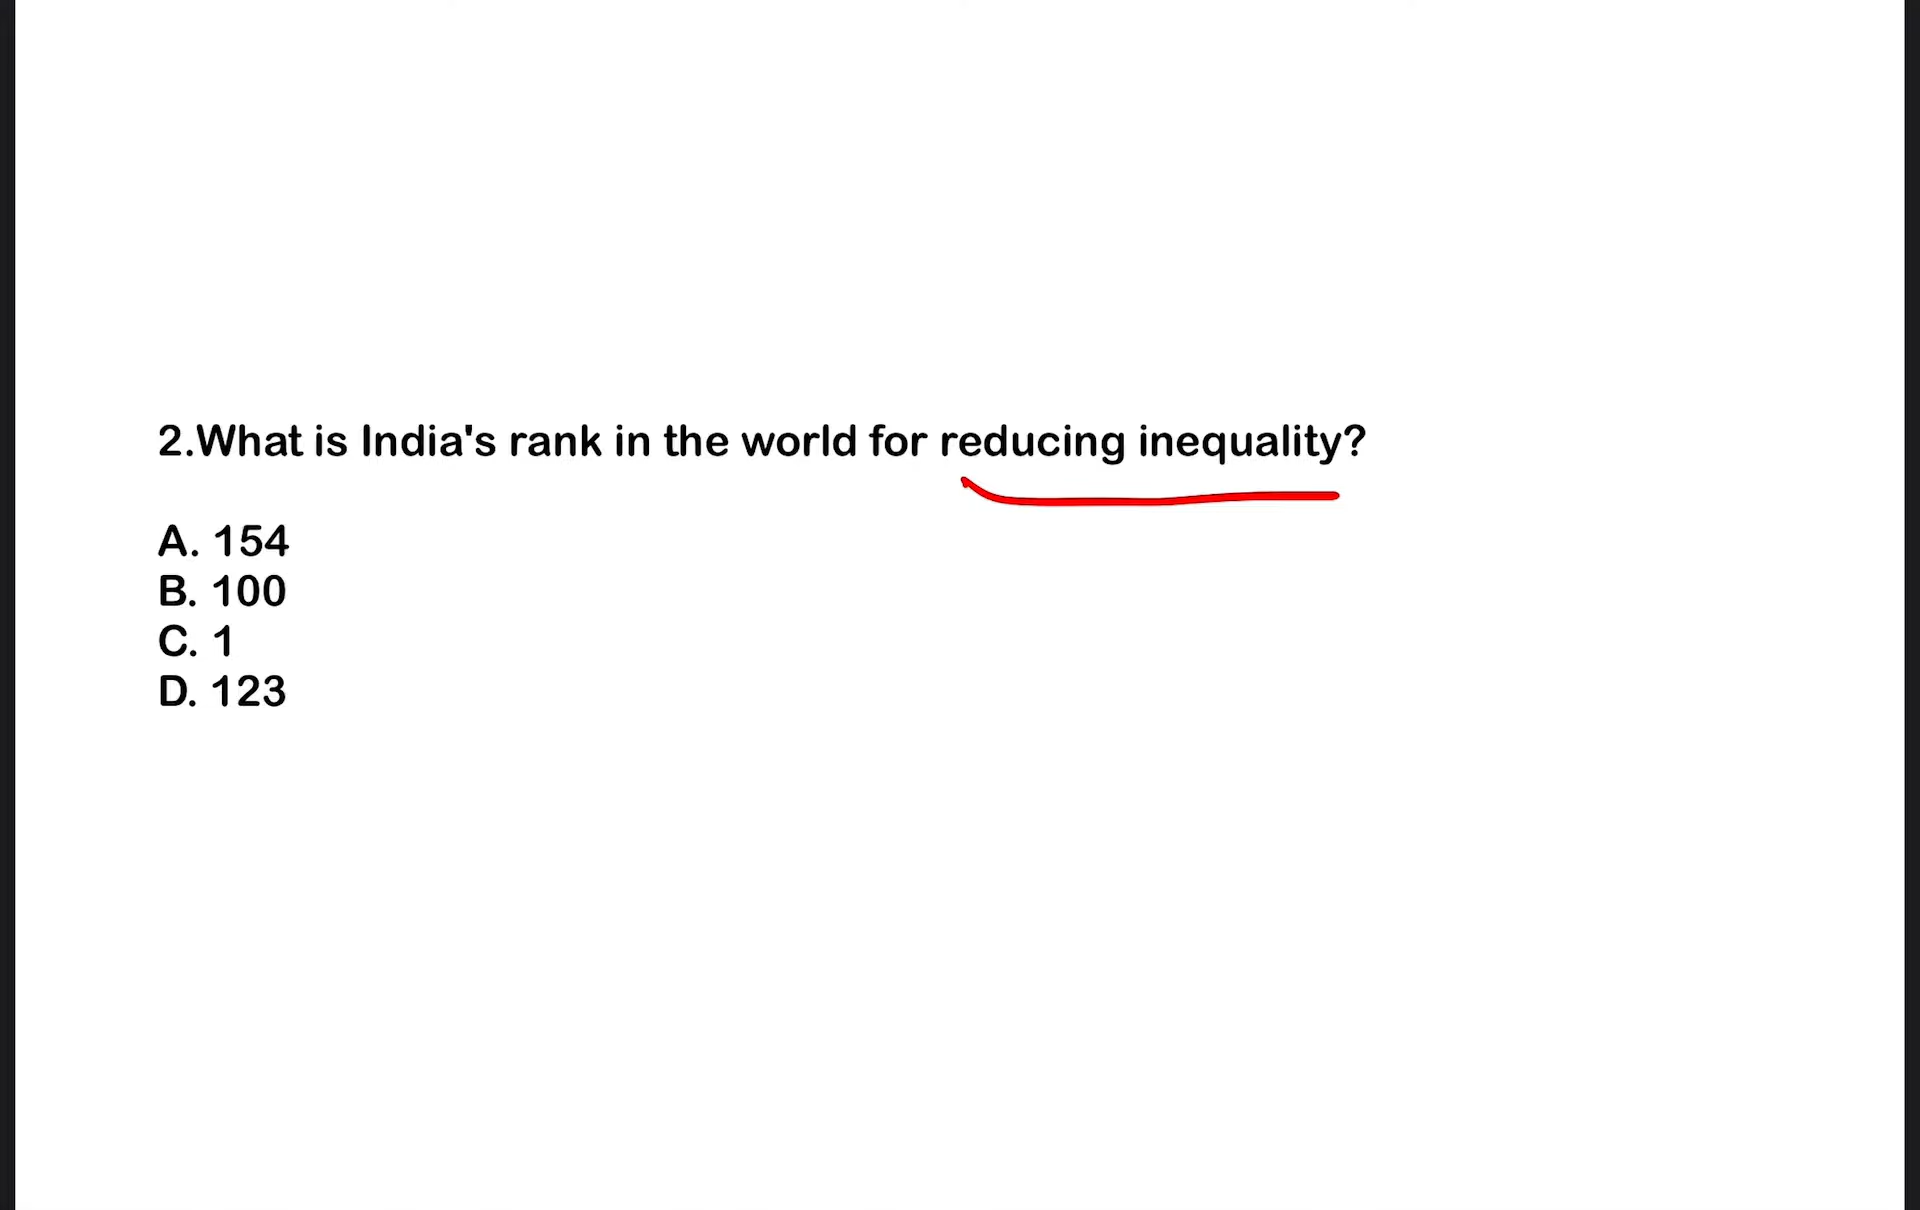 2.What is India's rank in the world for reducing inequality?
A. 154
B. 100
C. 1
D. 123